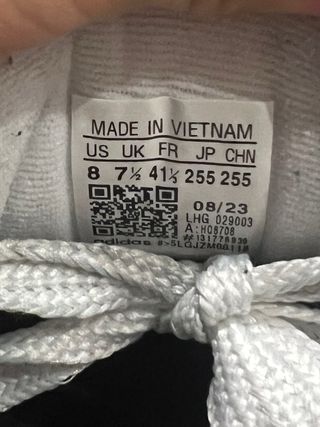 MADE IN VIETNAM
US UK FR JP CHN
8 7½ 41⅓ 255 255
08/23
LHG 029003
A: HQ8708
adidas